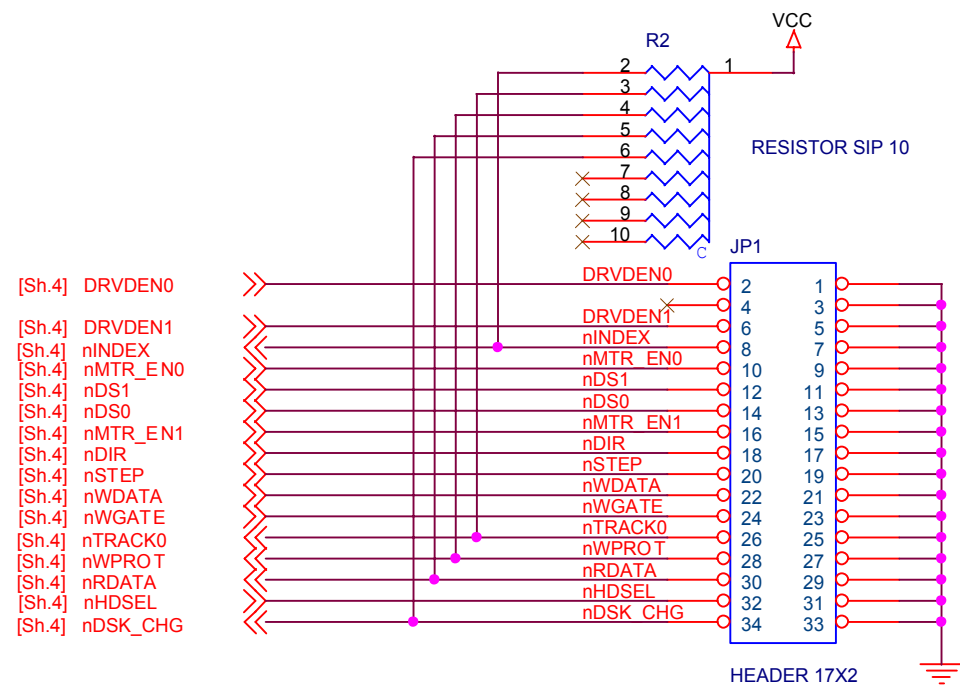 VCC
R2
2 1
3
4
5
6
7
8
9
10
RESISTOR SIP 10
C
JP1
[Sh.4] DRVDEN0 DRVDEN0 2 1
4 3
[Sh.4] DRVDEN1 DRVDEN1 6 5
[Sh.4] nINDEX nINDEX 8 7
[Sh.4] nMTR_EN0 nMTR_EN0 10 9
[Sh.4] nDS1 nDS1 12 11
[Sh.4] nDS0 nDS0 14 13
[Sh.4] nMTR_EN1 nMTR_EN1 16 15
[Sh.4] nDIR nDIR 18 17
[Sh.4] nSTEP nSTEP 20 19
[Sh.4] nWDATA nWDATA 22 21
[Sh.4] nWGATE nWGATE 24 23
[Sh.4] nTRACK0 nTRACK0 26 25
[Sh.4] nWPROT nWPROT 28 27
[Sh.4] nRDATA nRDATA 30 29
[Sh.4] nHDSEL nHDSEL 32 31
[Sh.4] nDSK_CHG nDSK_CHG 34 33
HEADER 17X2